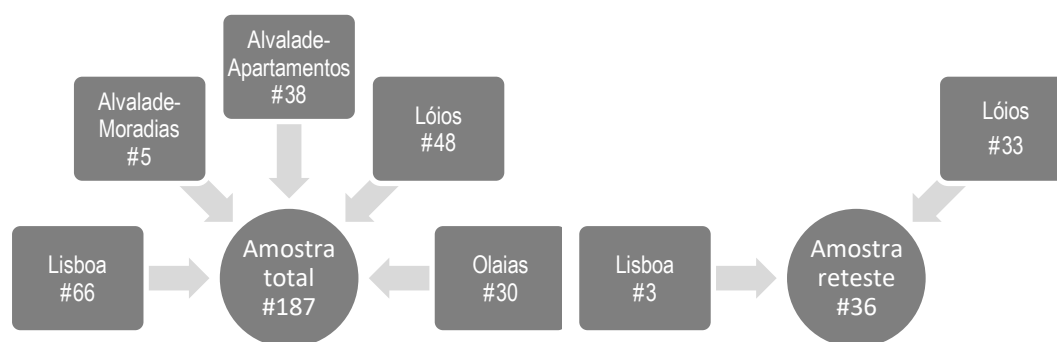 Alvalade-
Apartamentos
#38
Alvalade-
Moradias
#5
Lóios
#48
Lisboa
#66
Amostra
total
#187
Olaias
#30
Lóios
#33
Lisboa
#3
Amostra
reteste
#36